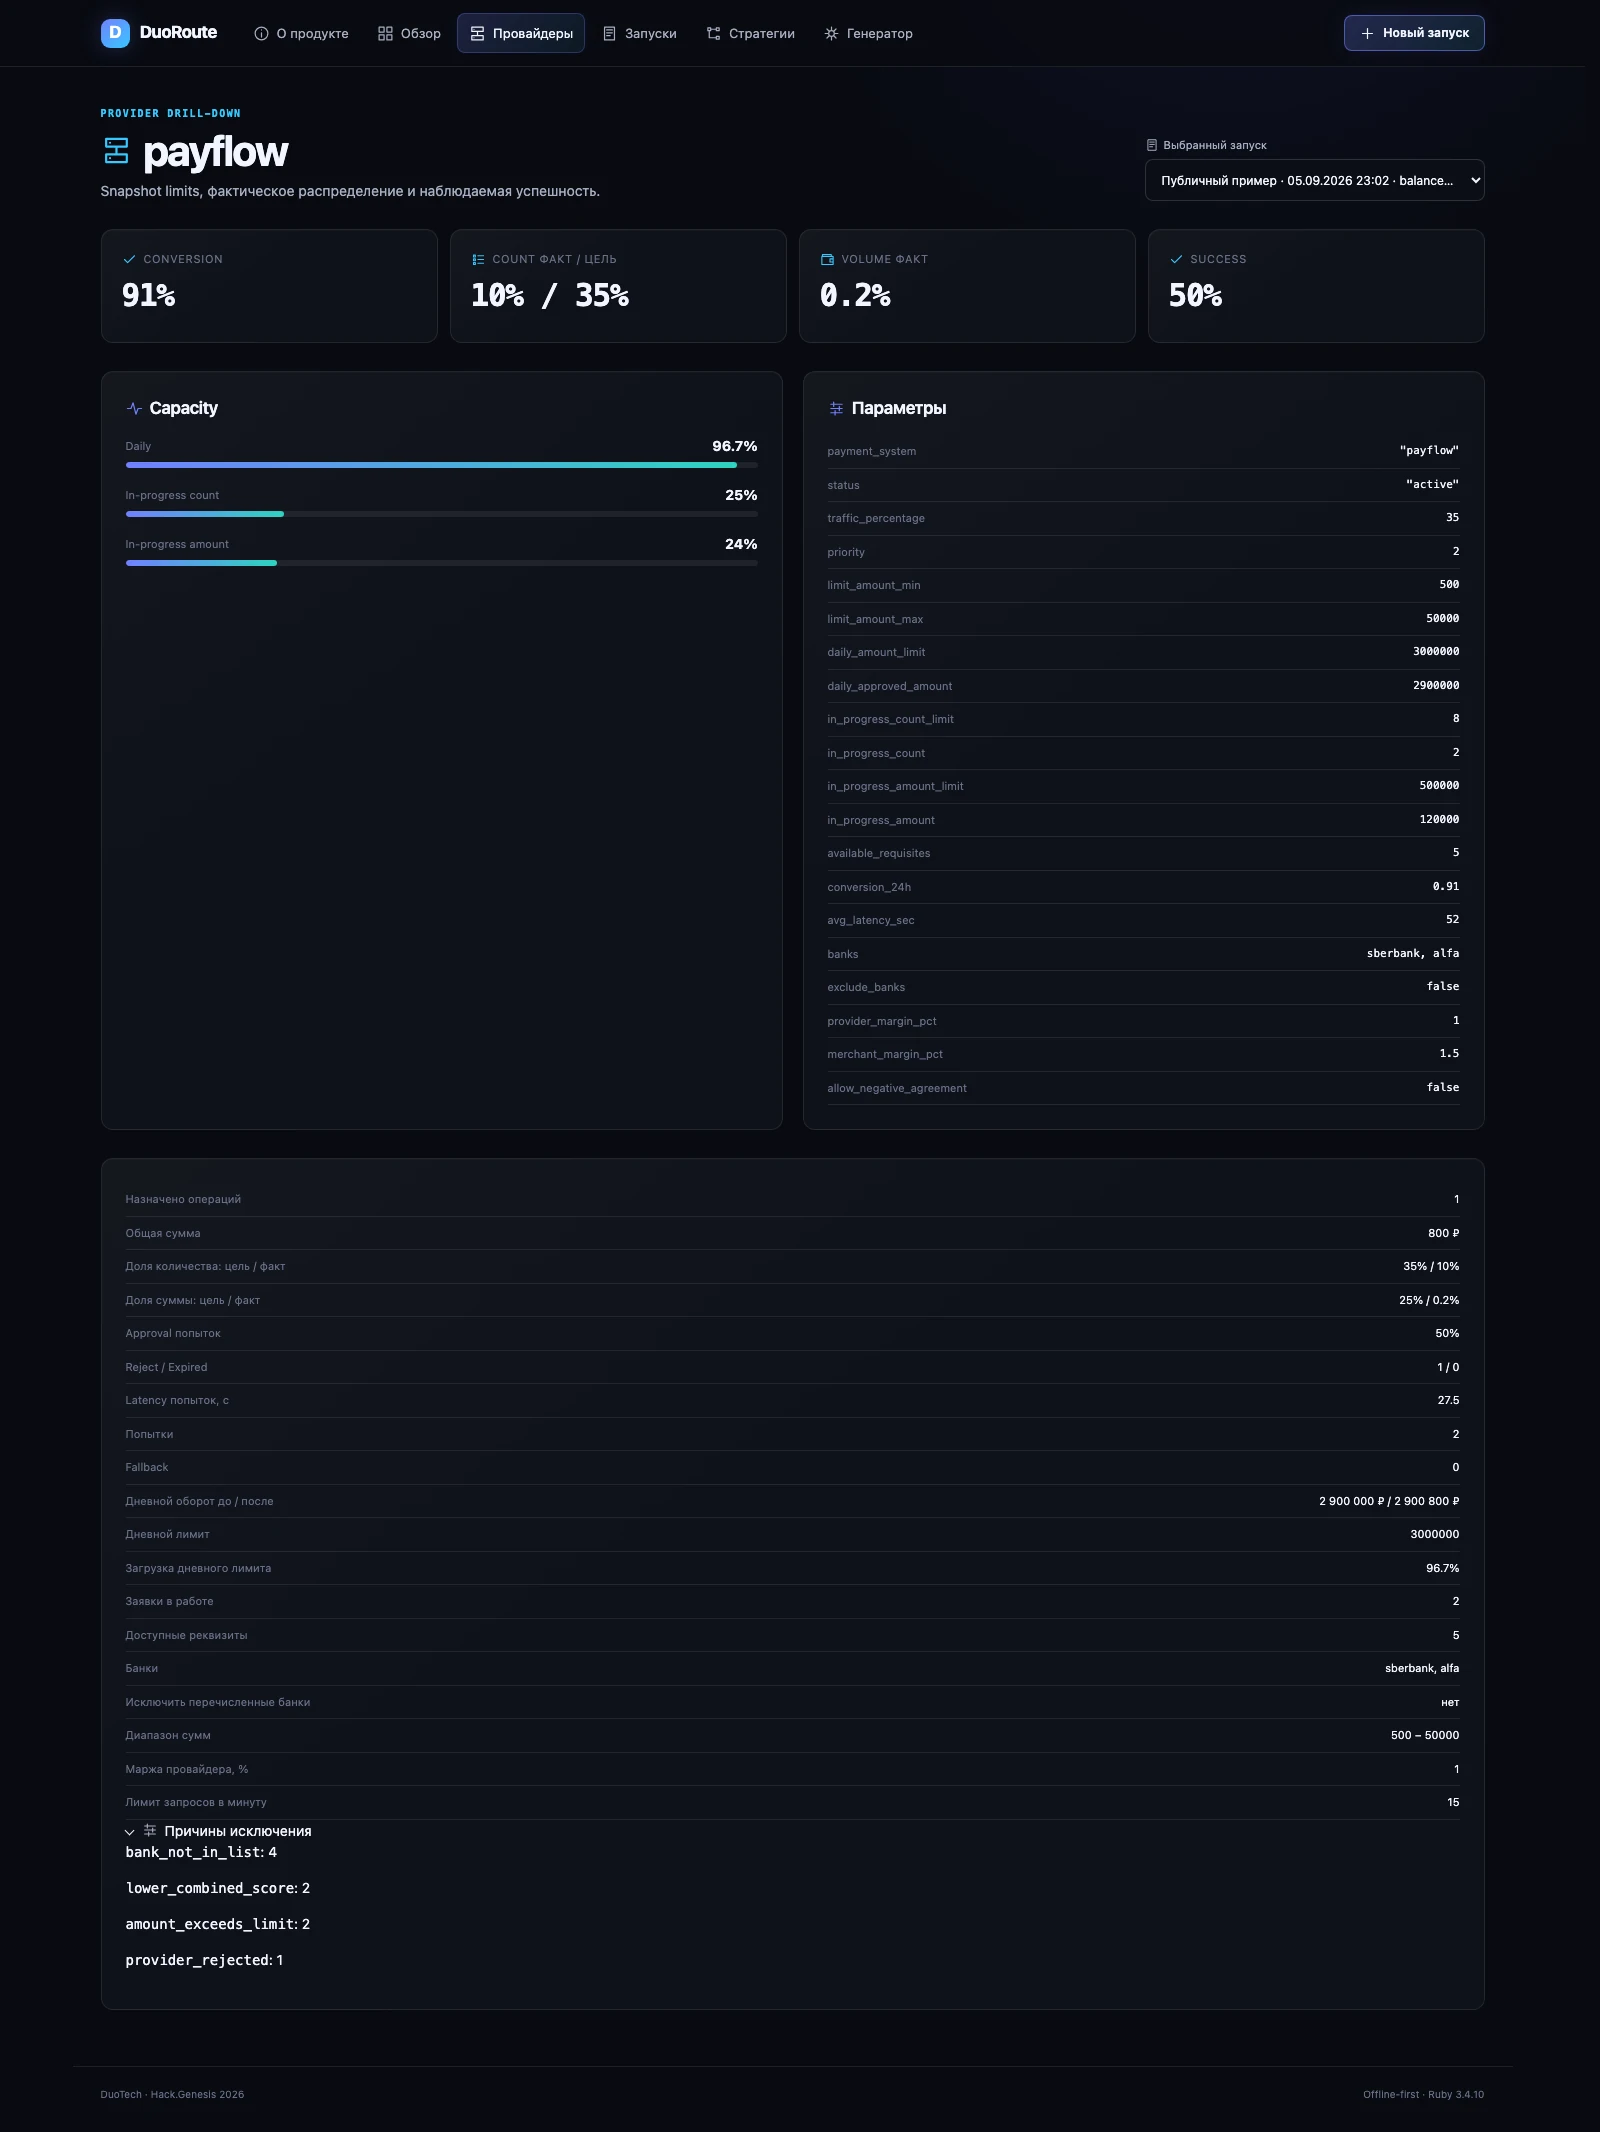 D DuoRoute О продукте Обзор Провайдеры Запуски Стратегии Генератор Новый запуск
PROVIDER DRILL-DOWN
payflow
Snapshot limits, фактическое распределение и наблюдаемая успешность.
Выбранный запуск
Публичный пример · 05.09.2026 23:02 · balance...
CONVERSION
91%
COUNT ФАКТ / ЦЕЛЬ
10% / 35%
VOLUME ФАКТ
0.2%
SUCCESS
50%
Capacity
Daily 96.7%
In-progress count 25%
In-progress amount 24%
Параметры
payment_system "payflow"
status "active"
traffic_percentage 35
priority 2
limit_amount_min 500
limit_amount_max 50000
daily_amount_limit 3000000
daily_approved_amount 2900000
in_progress_count_limit 8
in_progress_count 2
in_progress_amount_limit 500000
in_progress_amount 120000
available_requisites 5
conversion_24h 0.91
avg_latency_sec 52
banks sberbank, alfa
exclude_banks false
provider_margin_pct 1
merchant_margin_pct 1.5
allow_negative_agreement false
Назначено операций 1
Общая сумма 800 ₽
Доля количества: цель / факт 35% / 10%
Доля суммы: цель / факт 25% / 0.2%
Approval попыток 50%
Reject / Expired 1 / 0
Latency попыток, с 27.5
Попытки 2
Fallback 0
Дневной оборот до / после 2 900 000 ₽ / 2 900 800 ₽
Дневной лимит 3000000
Загрузка дневного лимита 96.7%
Заявки в работе 2
Доступные реквизиты 5
Банки sberbank, alfa
Исключить перечисленные банки нет
Диапазон сумм 500 – 50000
Маржа провайдера, % 1
Лимит запросов в минуту 15
Причины исключения
bank_not_in_list: 4
lower_combined_score: 2
amount_exceeds_limit: 2
provider_rejected: 1
DuoTech · Hack.Genesis 2026 Offline-first · Ruby 3.4.10